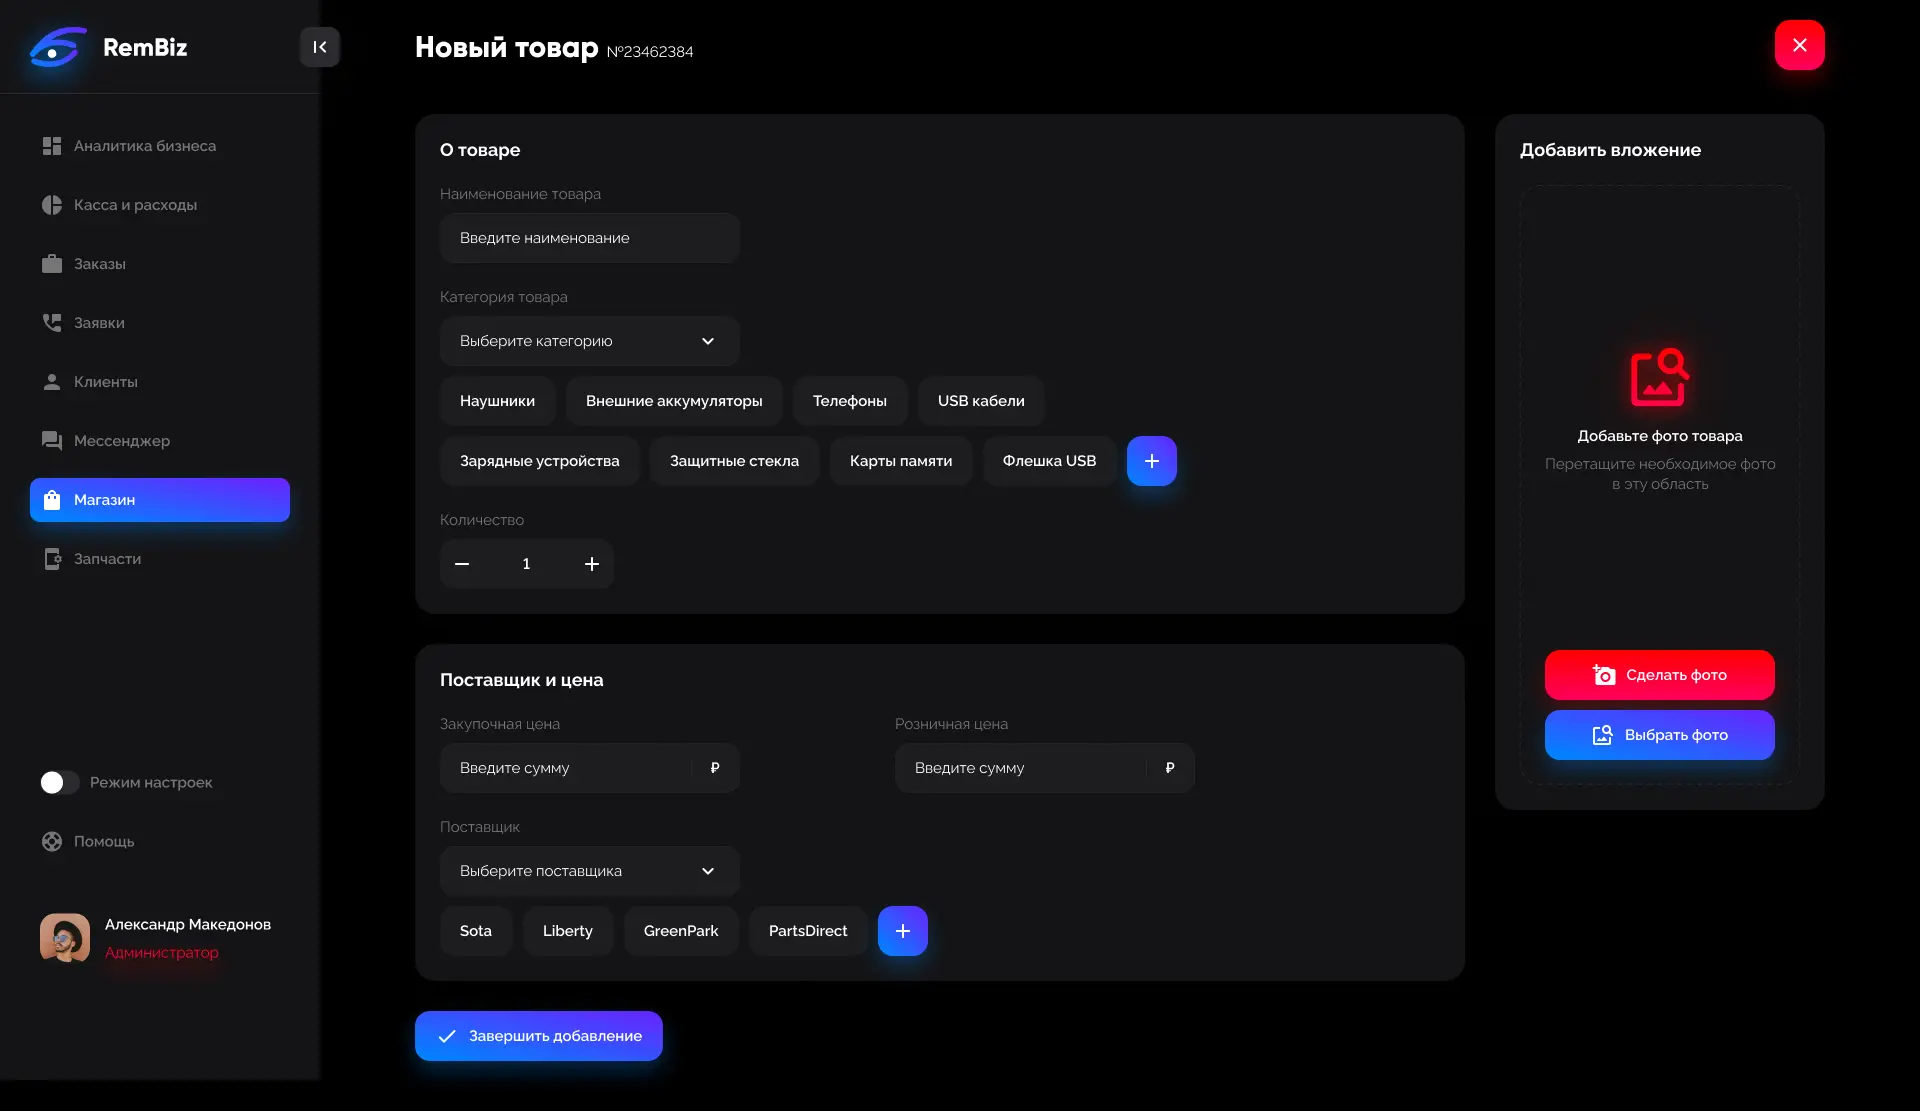 RemBiz
Аналитика бизнеса
Касса и расходы
Заказы
Заявки
Клиенты
Мессенджер
Магазин
Запчасти
Режим настроек
Помощь
Александр Македонов
Администратор
Новый товар №23462384
О товаре
Наименование товара
Введите наименование
Категория товара
Выберите категорию
Наушники Внешние аккумуляторы Телефоны USB кабели
Зарядные устройства Защитные стекла Карты памяти Флешка USB
Количество
1
Поставщик и цена
Закупочная цена Розничная цена
Введите сумму ₽ Введите сумму ₽
Поставщик
Выберите поставщика
Sota Liberty GreenPark PartsDirect
Завершить добавление
Добавить вложение
Добавьте фото товара
Перетащите необходимое фото
в эту область
Сделать фото
Выбрать фото